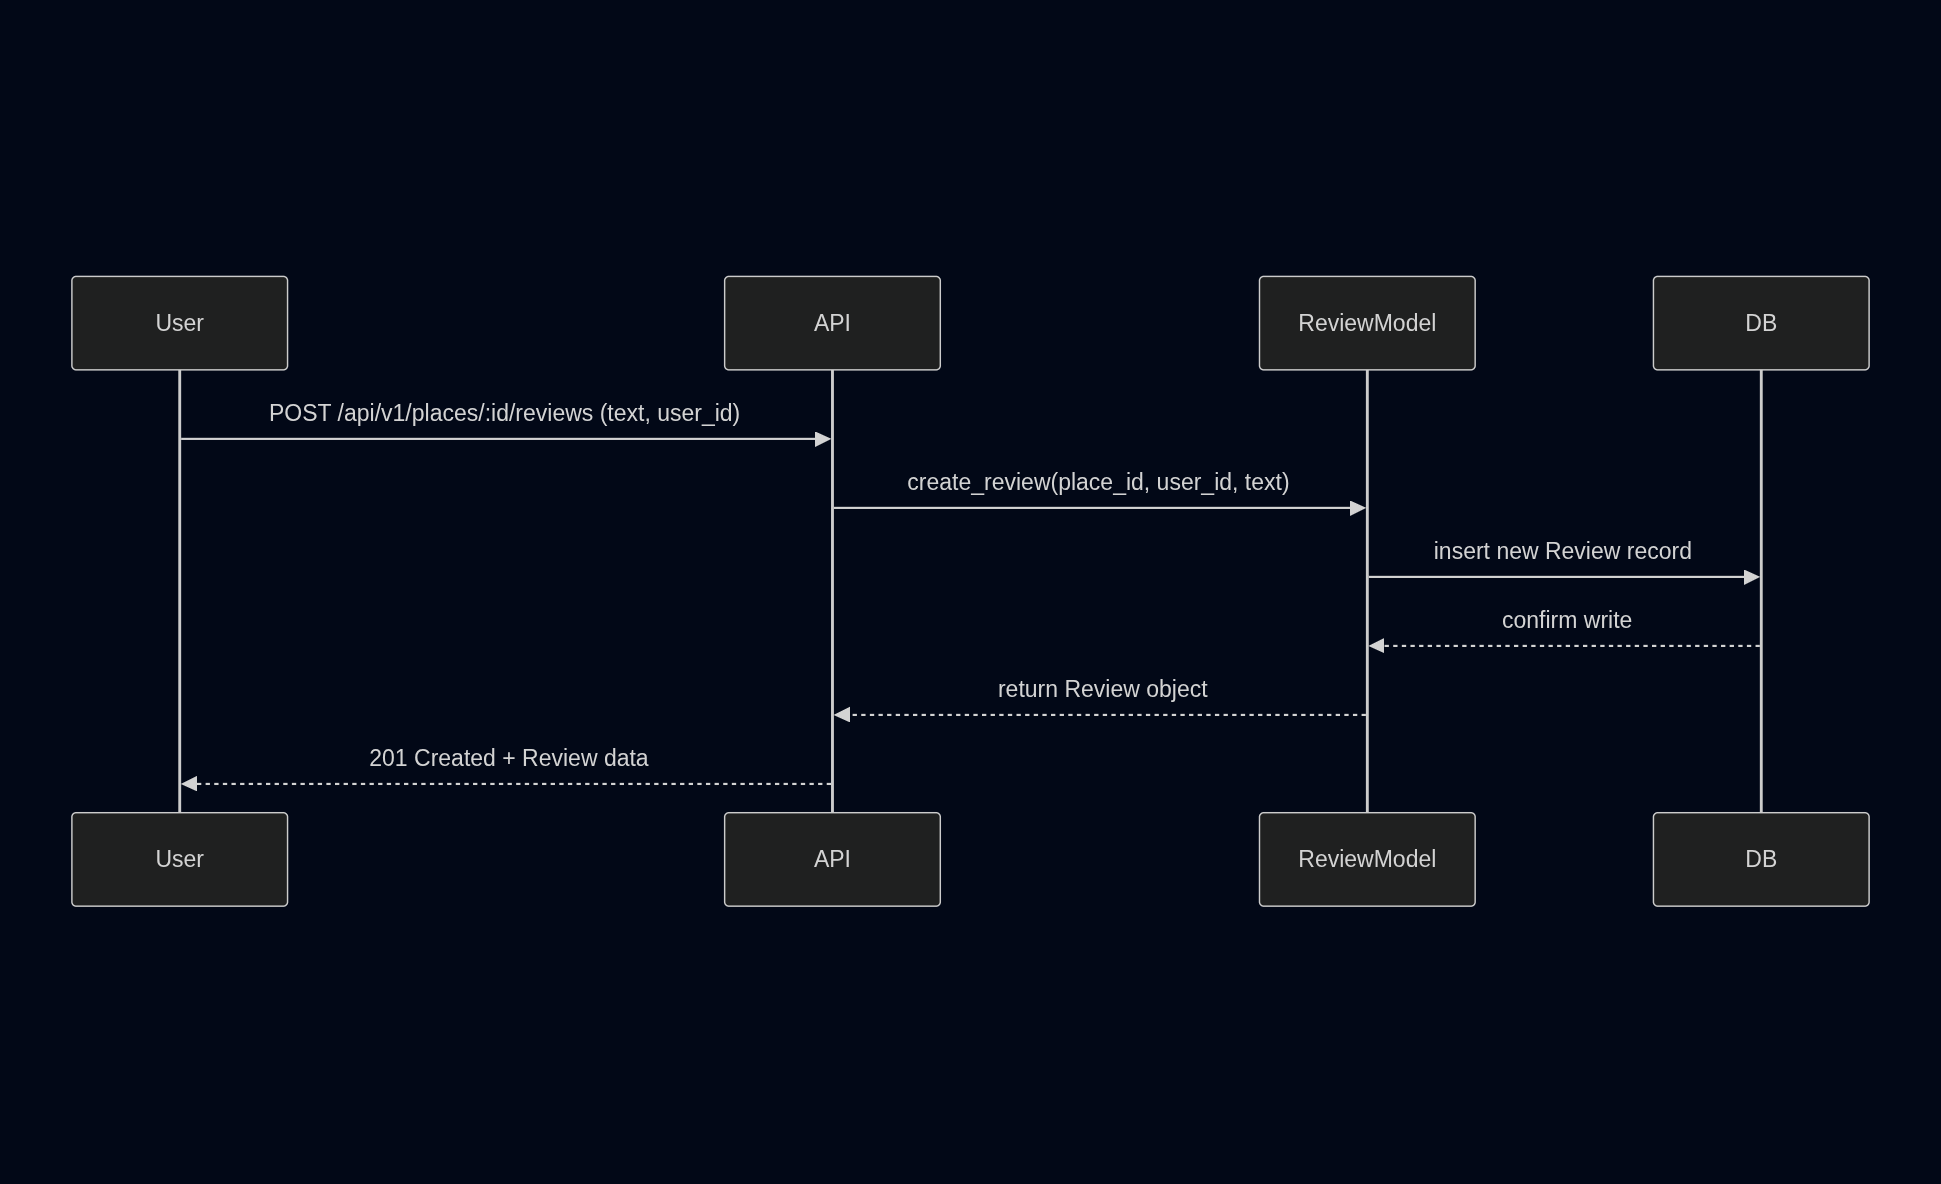 User
API
ReviewModel
DB
POST /api/v1/places/:id/reviews (text, user_id)
create_review(place_id, user_id, text)
insert new Review record
confirm write
return Review object
201 Created + Review data
User
API
ReviewModel
DB